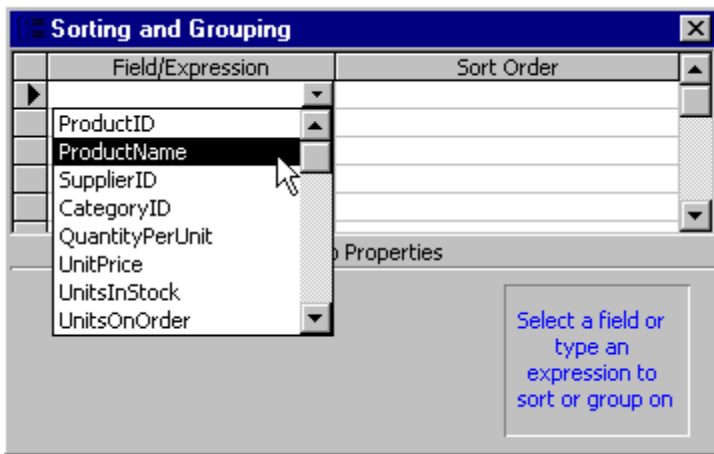 Sorting and Grouping
Field/Expression Sort Order
ProductID
ProductName
SupplierID
CategoryID
QuantityPerUnit
UnitPrice
UnitsInStock
UnitsOnOrder
Properties
Select a field or
type an
expression to
sort or group on